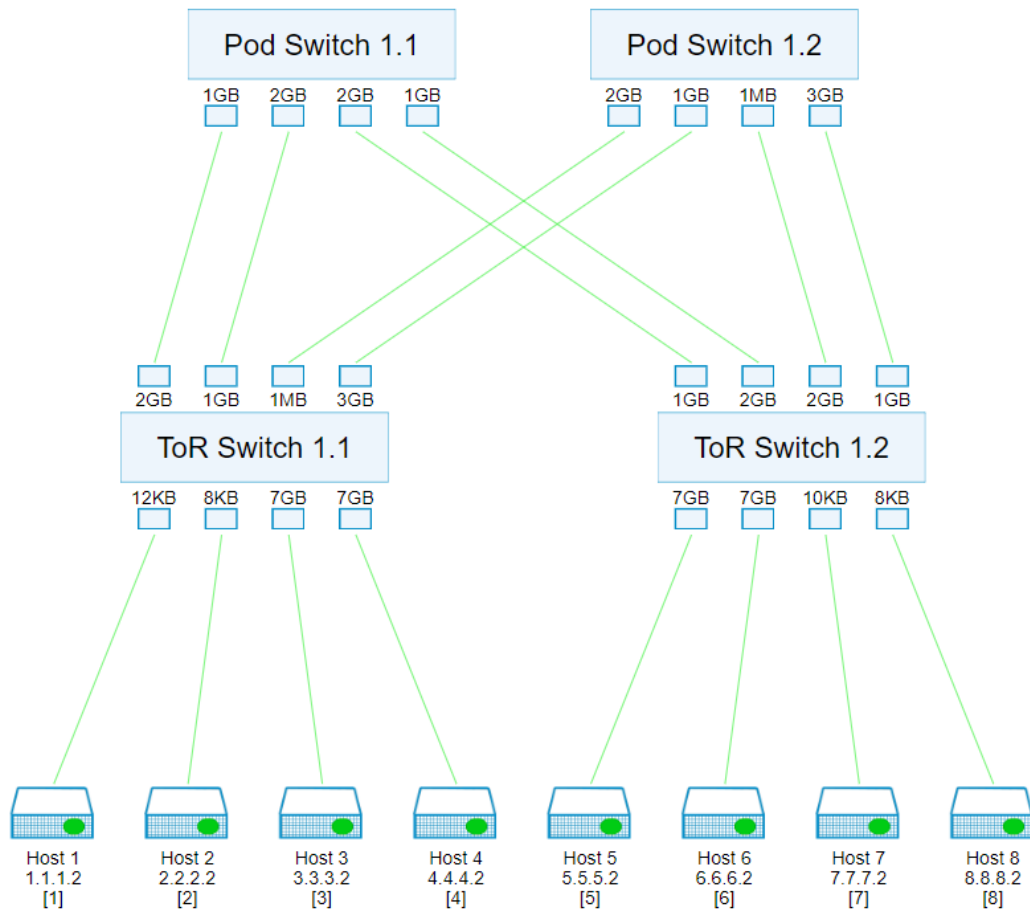 Pod Switch 1.1 Pod Switch 1.2
1GB 2GB 2GB 1GB 2GB 1GB 1MB 3GB
2GB 1GB 1MB 3GB 1GB 2GB 2GB 1GB
ToR Switch 1.1 ToR Switch 1.2
12KB 8KB 7GB 7GB 7GB 7GB 10KB 8KB
Host 1 Host 2 Host 3 Host 4 Host 5 Host 6 Host 7 Host 8
1.1.1.2 2.2.2.2 3.3.3.2 4.4.4.2 5.5.5.2 6.6.6.2 7.7.7.2 8.8.8.2
[1] [2] [3] [4] [5] [6] [7] [8]